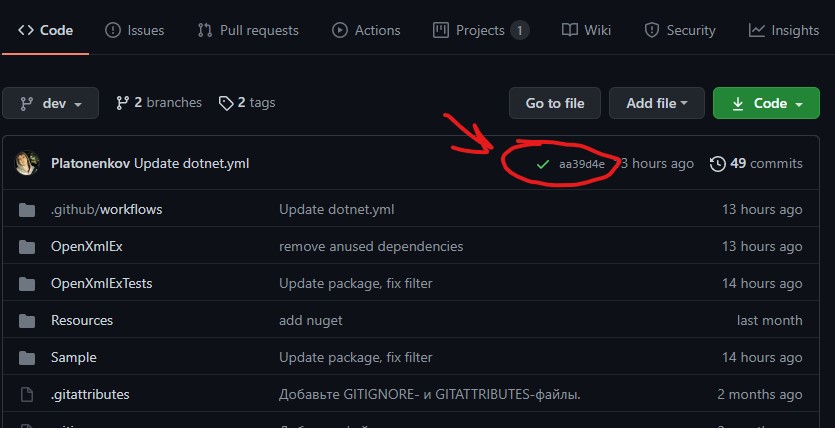 Code Issues Pull requests Actions Projects 1 Wiki Security Insights
dev 2 branches 2 tags Go to file Add file Code
Platonenkov Update dotnet.yml aa39d4e 3 hours ago 49 commits
.github/workflows Update dotnet.yml 13 hours ago
OpenXmlEx remove anused dependencies 13 hours ago
OpenXmlExTests Update package, fix filter 14 hours ago
Resources add nuget last month
Sample Update package, fix filter 14 hours ago
.gitattributes Добавьте GITIGNORE- и GITATTRIBUTES-файлы. 2 months ago